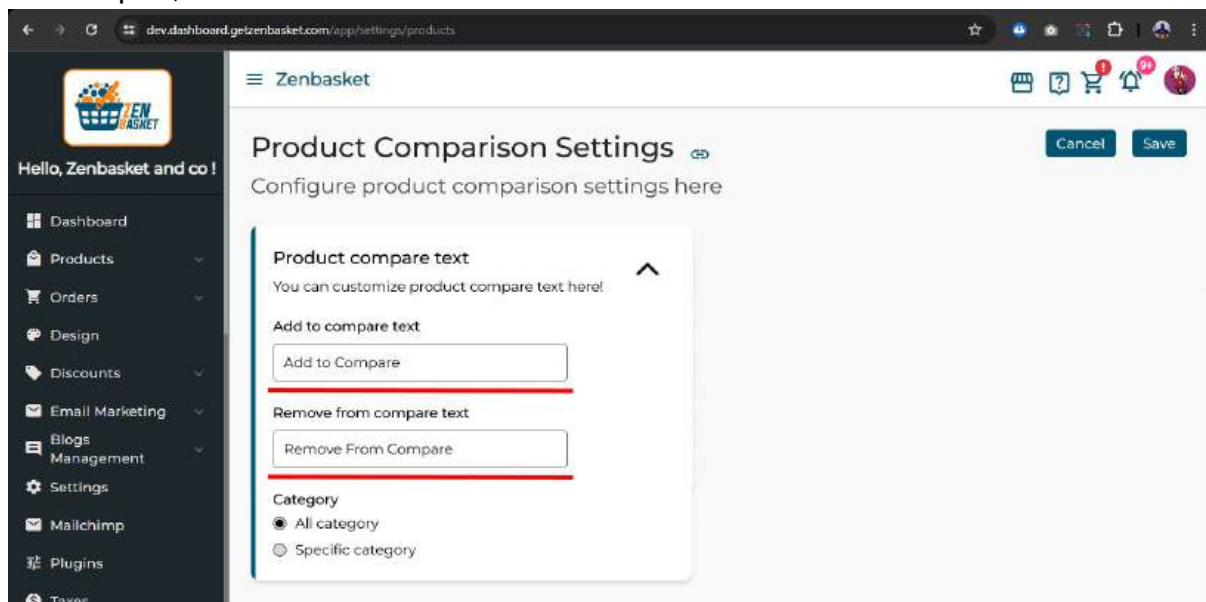 dev.dashboard.getzenbasket.com/app/settings/products
ZEN
BASKET
Hello, Zenbasket and co !
Dashboard
Products
Orders
Design
Discounts
Email Marketing
Blogs
Management
Settings
Mailchimp
Plugins
Taxes
Zenbasket
9+
Product Comparison Settings
Cancel
Save
Configure product comparison settings here
Product compare text
You can customize product compare text here!
Add to compare text
Add to Compare
Remove from compare text
Remove From Compare
Category
All category
Specific category